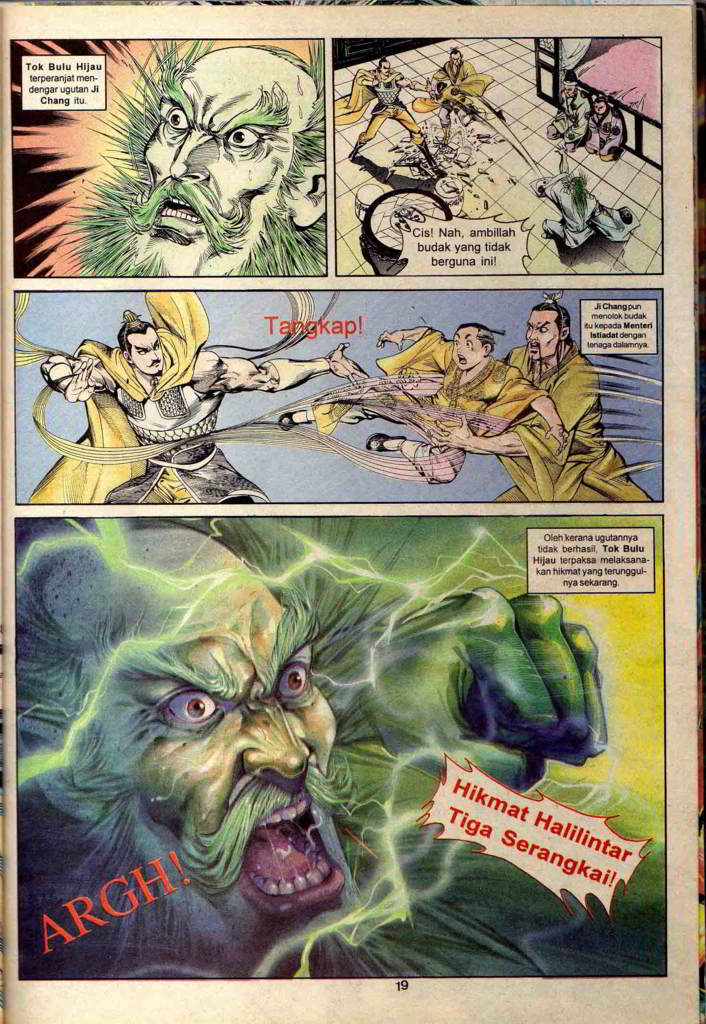 Tok Bulu Hijau
terperanjat men-
dengar ugutan Ji
Chang itu.
Cis! Nah, ambillah
budak yang tidak
berguna ini!
Tangkap!
Ji Chang pun
menolok budak
itu kepada Menteri
Istiadat dengan
tenaga dalamnya.
Oleh kerana ugutannya
tidak berhasil, Tok Bulu
Hijau terpaksa melaksana-
kan hikmat yang terunggul-
nya sekarang.
Hikmat Halilintar
Tiga Serangkai!
ARGH!
19